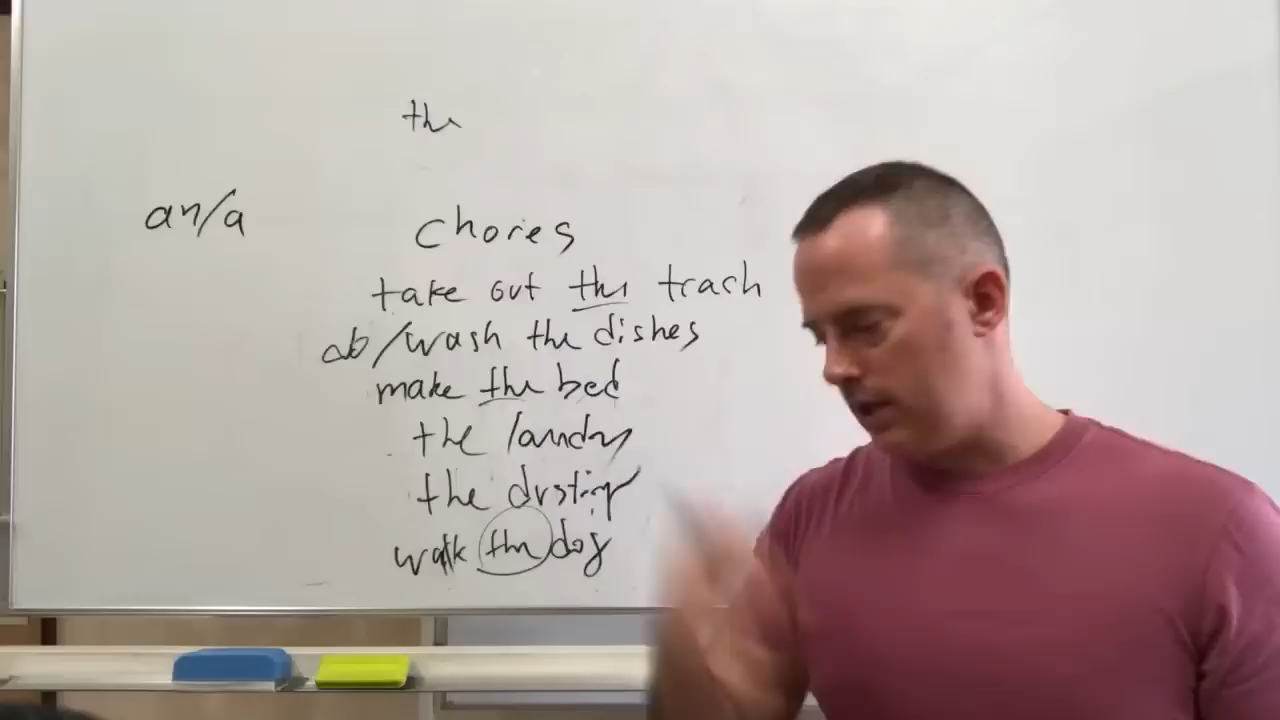 the
an/a
chores
take out the trash
do/wash the dishes
make the bed
the laundry
the dusting
walk the dog